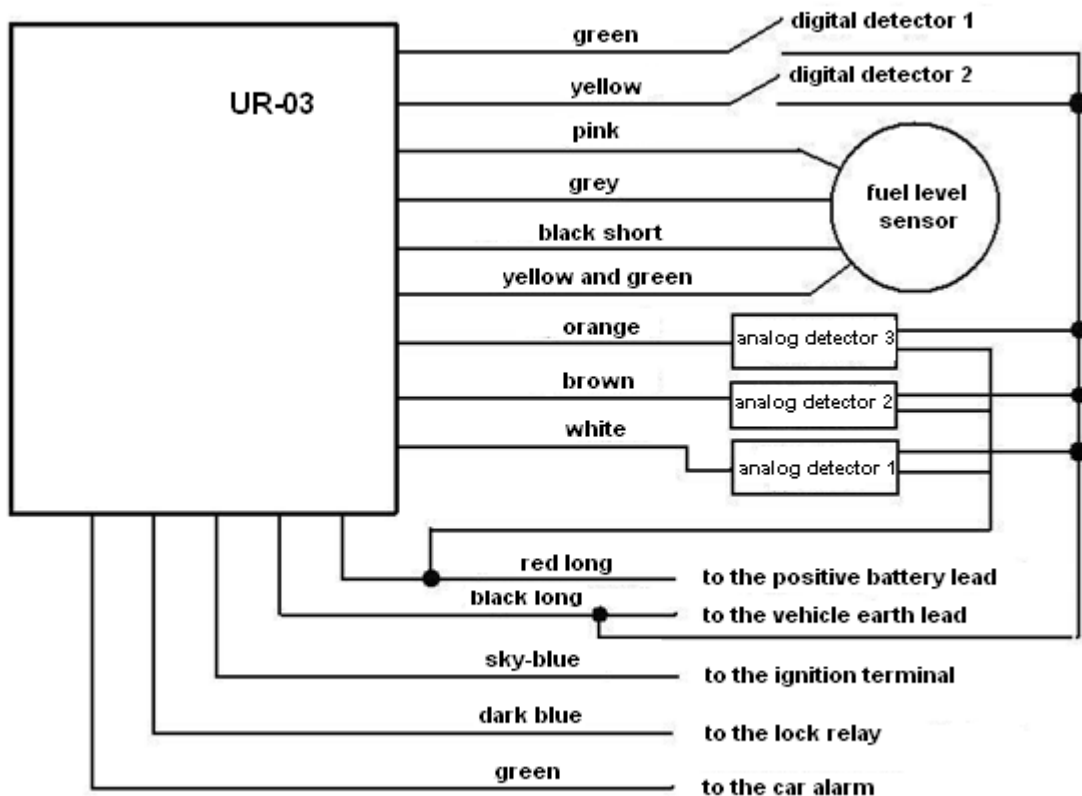 digital detector 1
green
digital detector 2
yellow
UR-03
pink
grey
fuel level
sensor
black short
yellow and green
orange
analog detector 3
brown
analog detector 2
white
analog detector 1
red long
to the positive battery lead
black long
to the vehicle earth lead
sky-blue
to the ignition terminal
dark blue
to the lock relay
green
to the car alarm